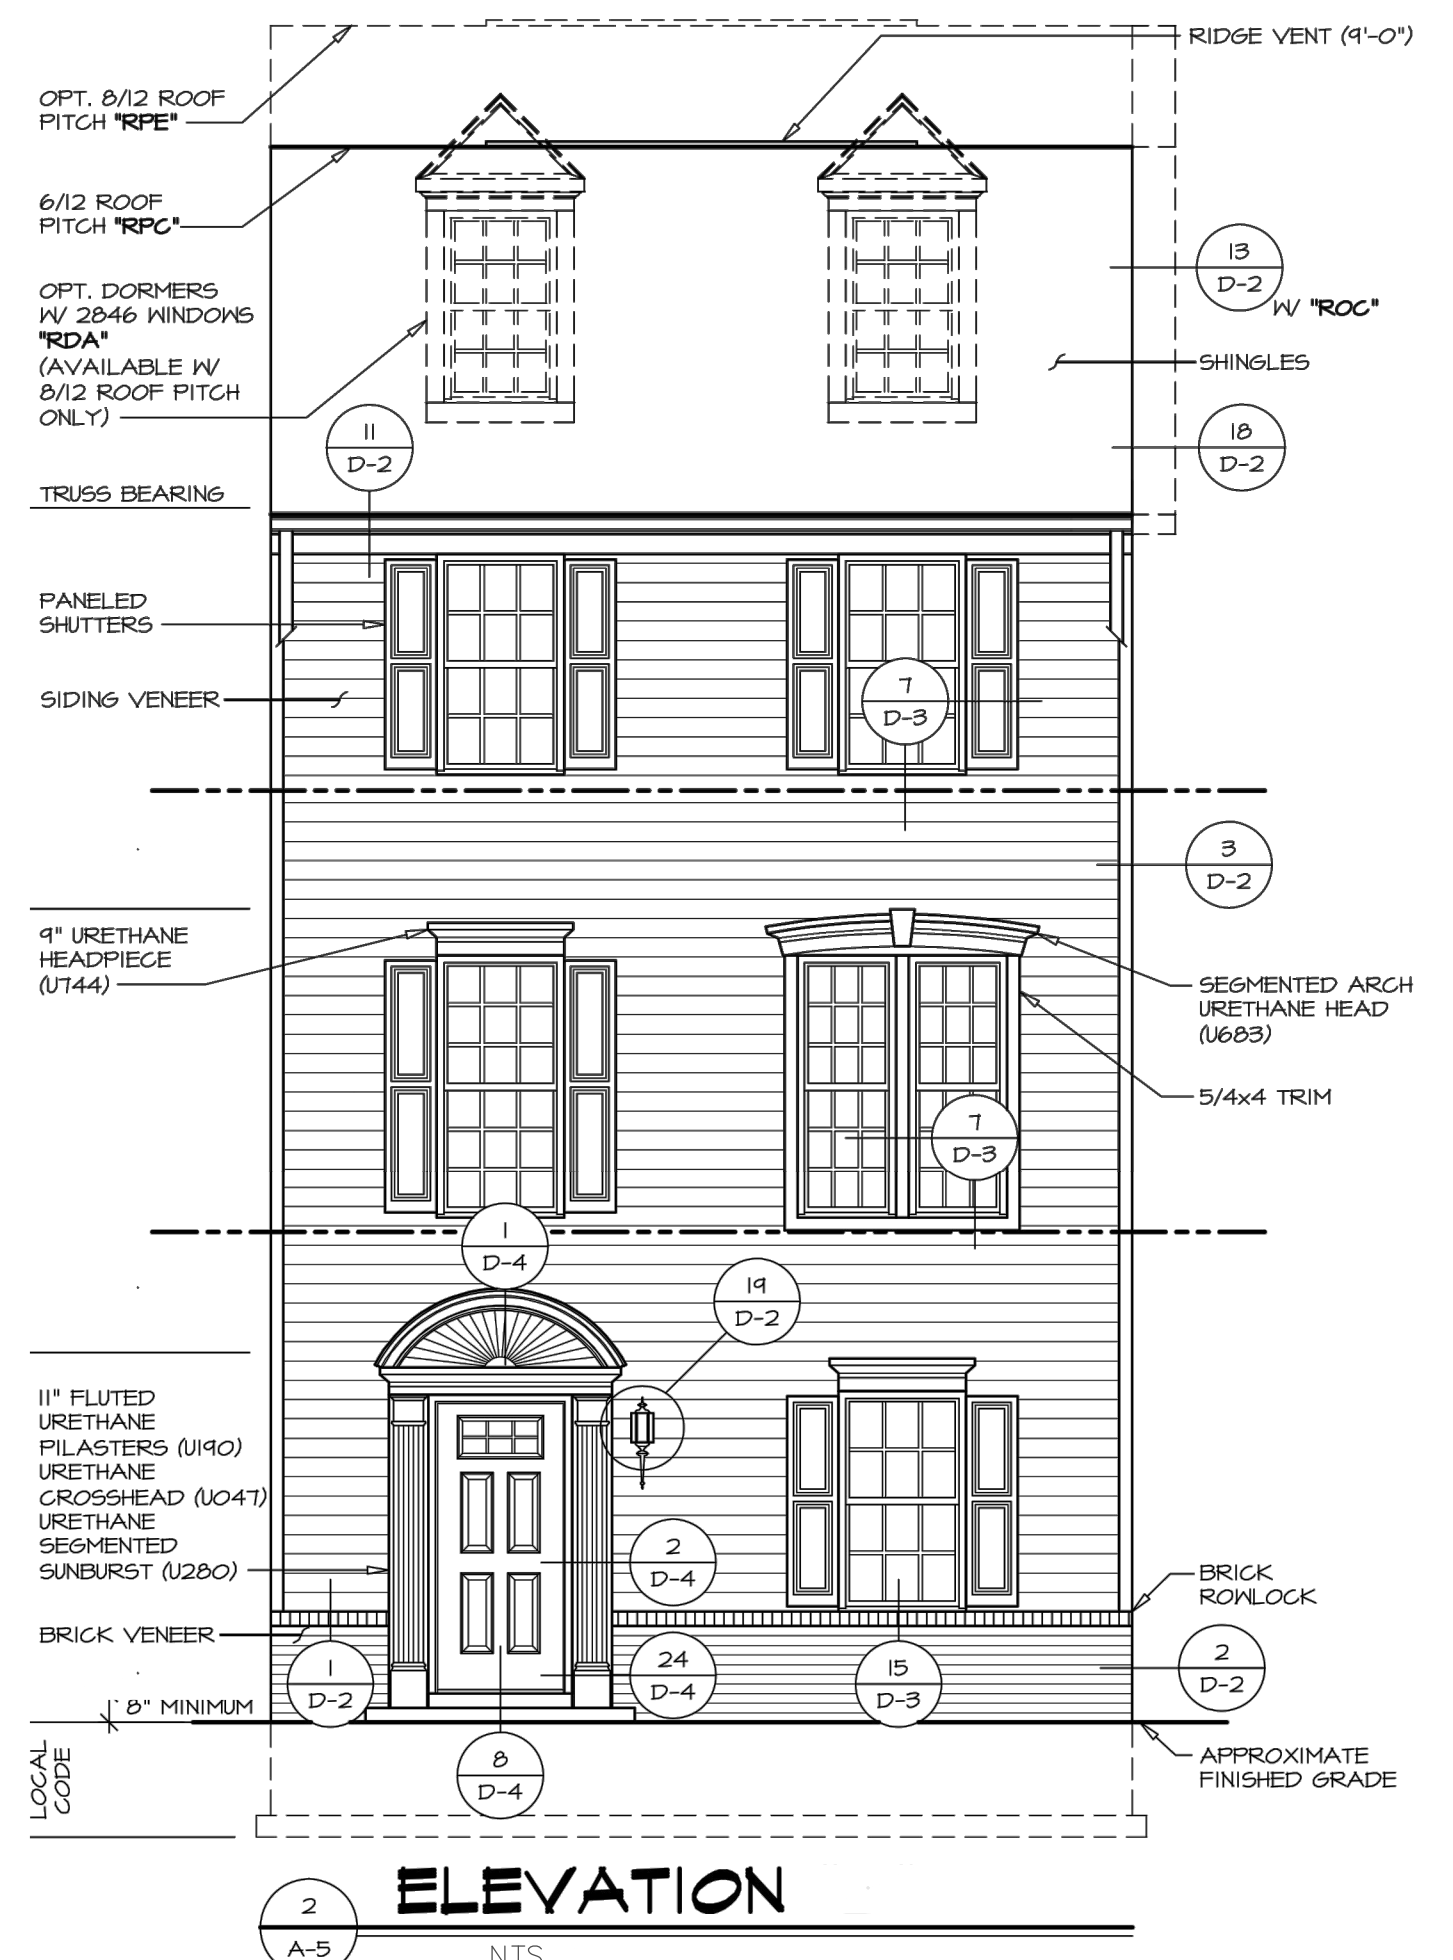 RIDGE VENT (9'-0")
OPT. 8/12 ROOF
PITCH "RPE"
6/12 ROOF
PITCH "RPC"
13
D-2
W/ "ROC"
OPT. DORMERS
W/ 2846 WINDOWS
"RDA"
(AVAILABLE W/
8/12 ROOF PITCH
ONLY)
SHINGLES
11
D-2
18
D-2
TRUSS BEARING
PANELED
SHUTTERS
SIDING VENEER
7
D-3
3
D-2
9" URETHANE
HEADPIECE
(U744)
SEGMENTED ARCH
URETHANE HEAD
(U683)
5/4x4 TRIM
7
D-3
1
D-4
19
D-2
11" FLUTED
URETHANE
PILASTERS (U190)
URETHANE
CROSSHEAD (U047)
URETHANE
SEGMENTED
SUNBURST (U280)
2
D-4
BRICK
ROWLOCK
BRICK VENEER
1
D-2
24
D-4
15
D-3
2
D-2
8" MINIMUM
LOCAL
CODE
8
D-4
APPROXIMATE
FINISHED GRADE
2
A-5
ELEVATION
NTS